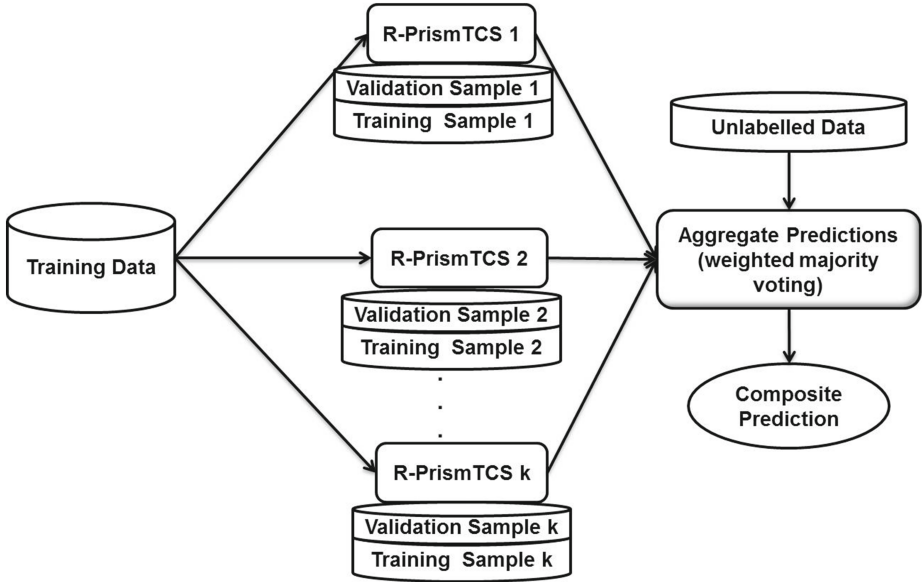 R-PrismTCS 1
Validation Sample 1
Training Sample 1
Unlabelled Data
Training Data
R-PrismTCS 2
Validation Sample 2
Training Sample 2
Aggregate Predictions
(weighted majority
voting)
Composite
Prediction
R-PrismTCS k
Validation Sample k
Training Sample k